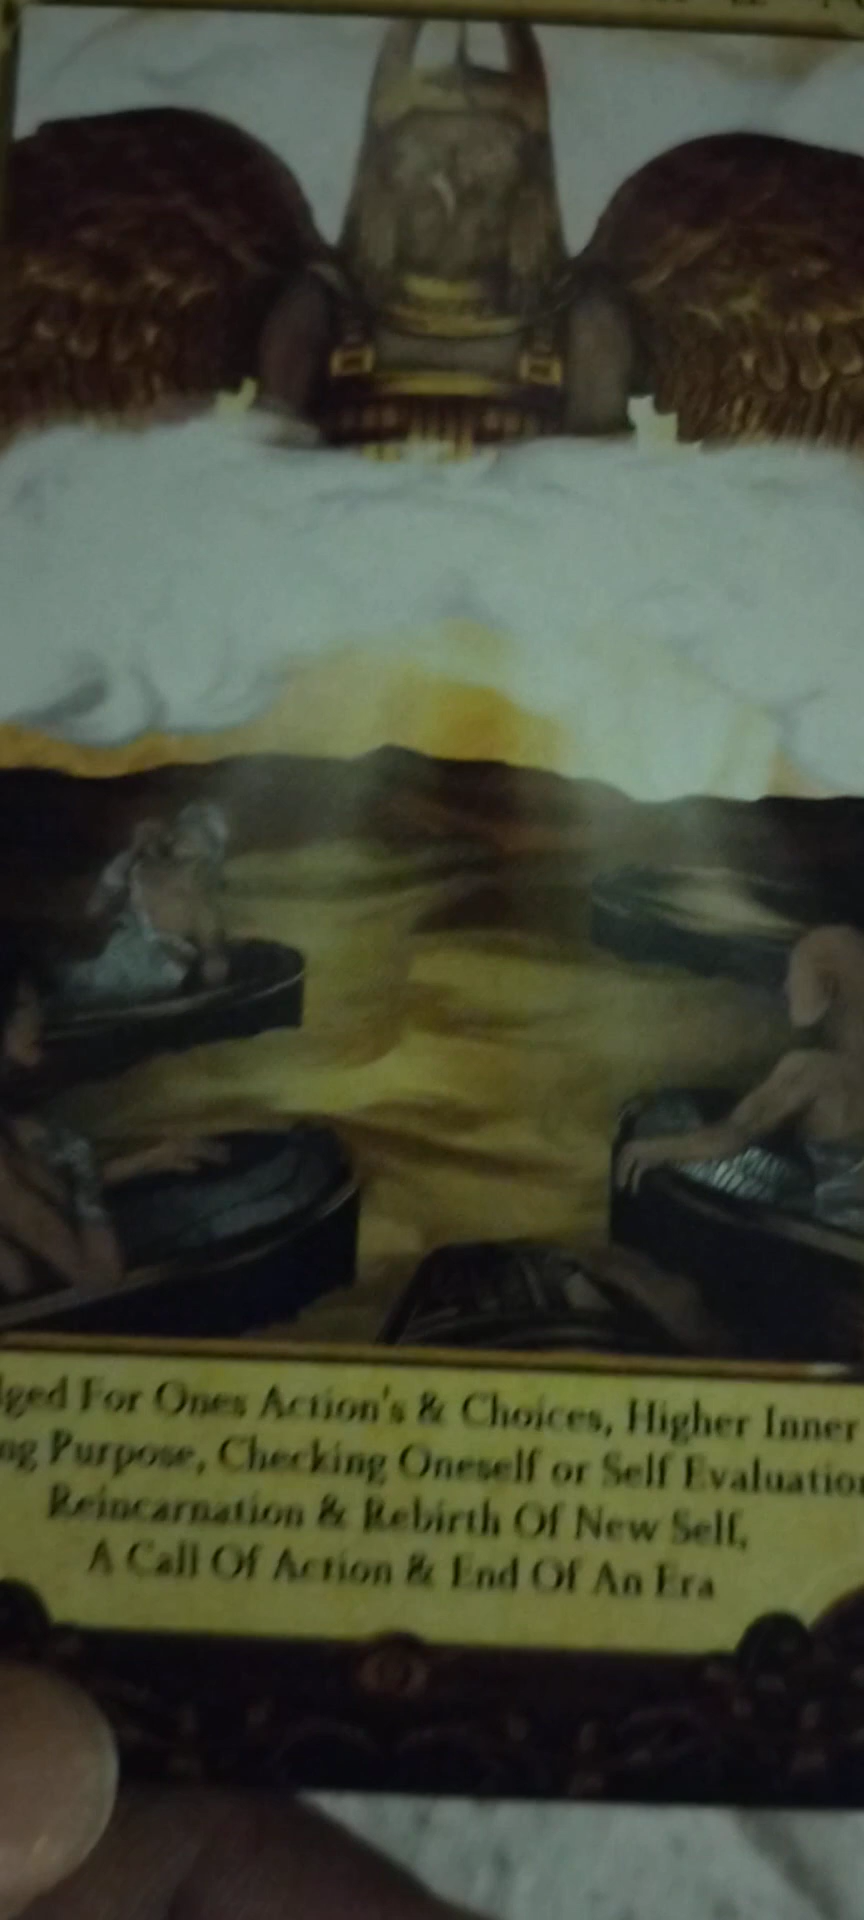 For Ones Action's & Choices, Higher Inner
Purpose, Checking Oneself or Self Evaluation
Reincarnation & Rebirth Of New Self,
A Call Of Action & End Of An Era